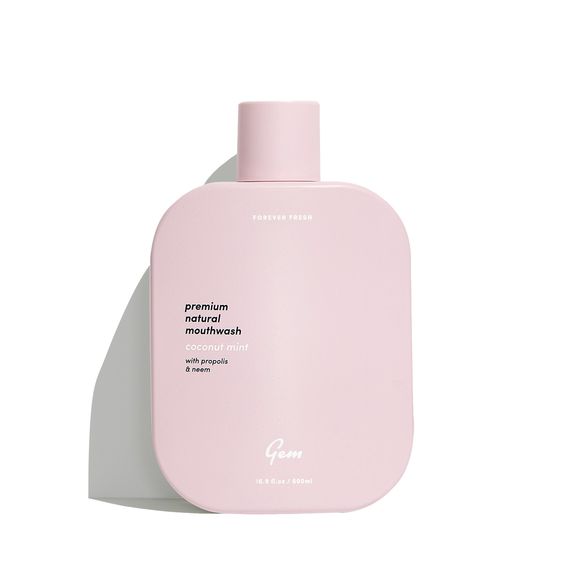 FOREVER FRESH
premium
natural
mouthwash
coconut mint
with propolis
& neem
Gem
16.9 fl.oz / 500ml